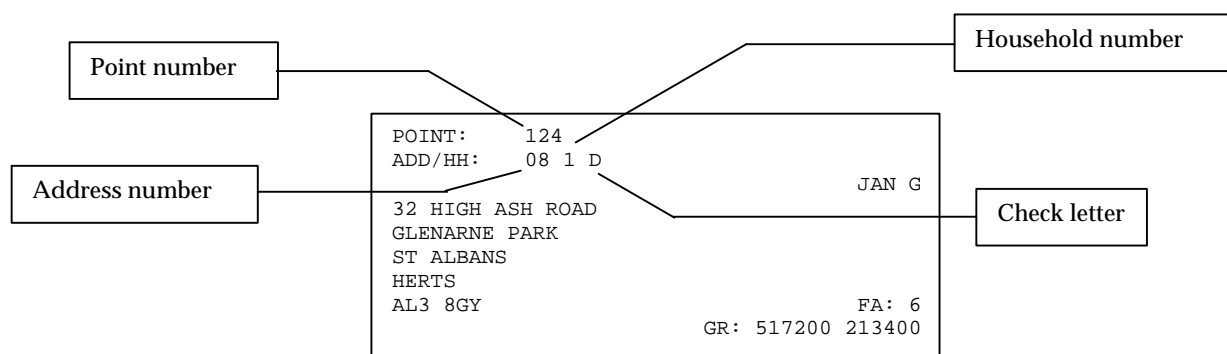 Household number
Point number
POINT: 124
ADD/HH: 08 1 D
Address number
JAN G
Check letter
32 HIGH ASH ROAD
GLENARNE PARK
ST ALBANS
HERTS
AL3 8GY FA: 6
GR: 517200 213400